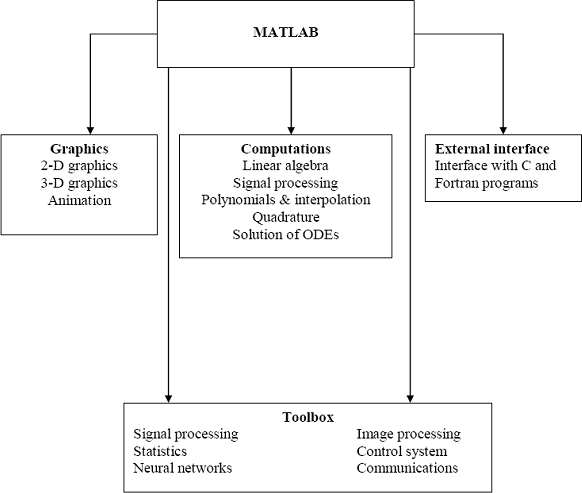 MATLAB
Graphics
2-D graphics
3-D graphics
Animation
Computations
Linear algebra
Signal processing
Polynomials & interpolation
Quadrature
Solution of ODEs
External interface
Interface with C and
Fortran programs
Toolbox
Signal processing
Statistics
Neural networks
Image processing
Control system
Communications